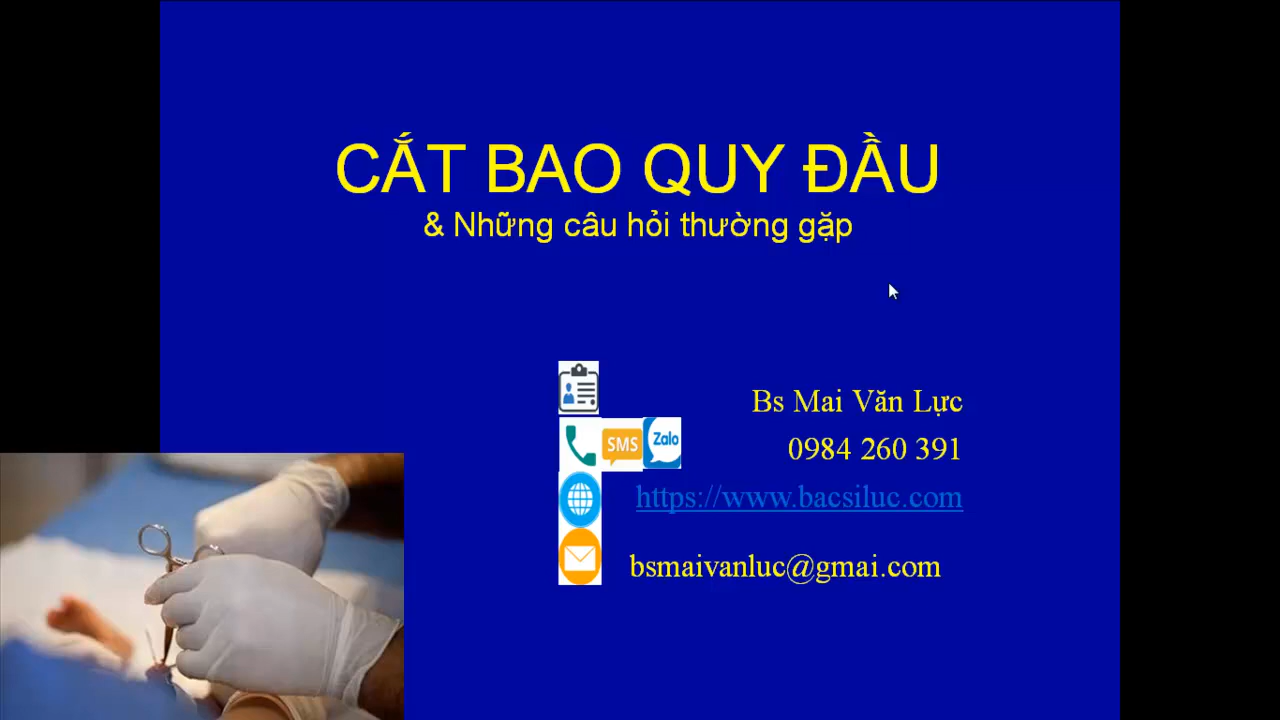 CẮT BAO QUY ĐẦU
& Những câu hỏi thường gặp
Bs Mai Văn Lực
SMS Zalo 0984 260 391
https://www.bacsiluc.com
bsmaivanluc@gmai.com